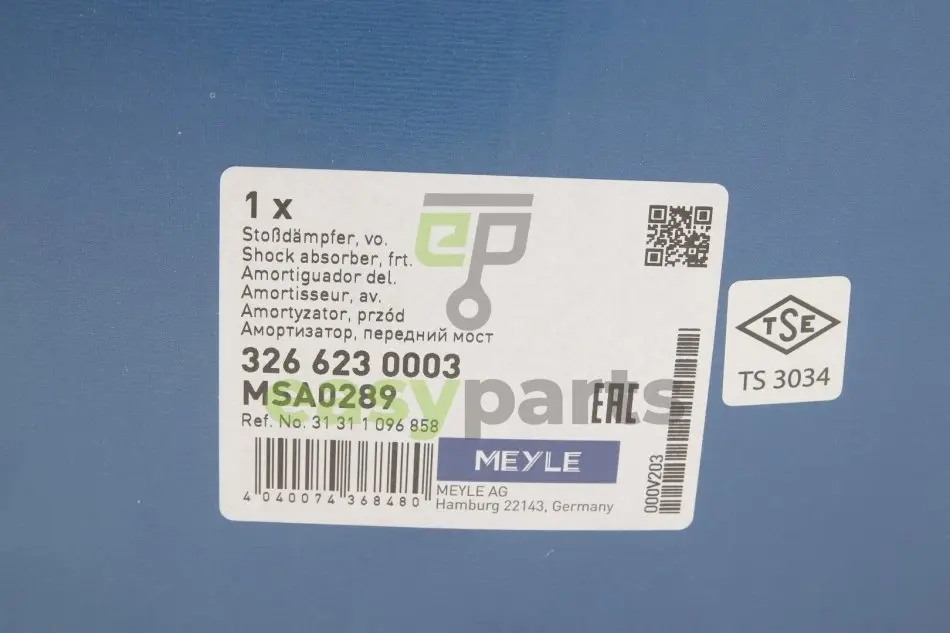 1 x
Stoßdämpfer, vo.
Shock absorber, frt.
Amortiguador del.
Amortisseur, av.
Amortyzator, przód
Амортизатор, передний мост
326 623 0003
MSA0289
Ref. No. 31 31 1 096 858
4 040074 368480
MEYLE
MEYLE AG
Hamburg 22143, Germany
EAC
000V203
TSE
TS 3034
ep
easyparts